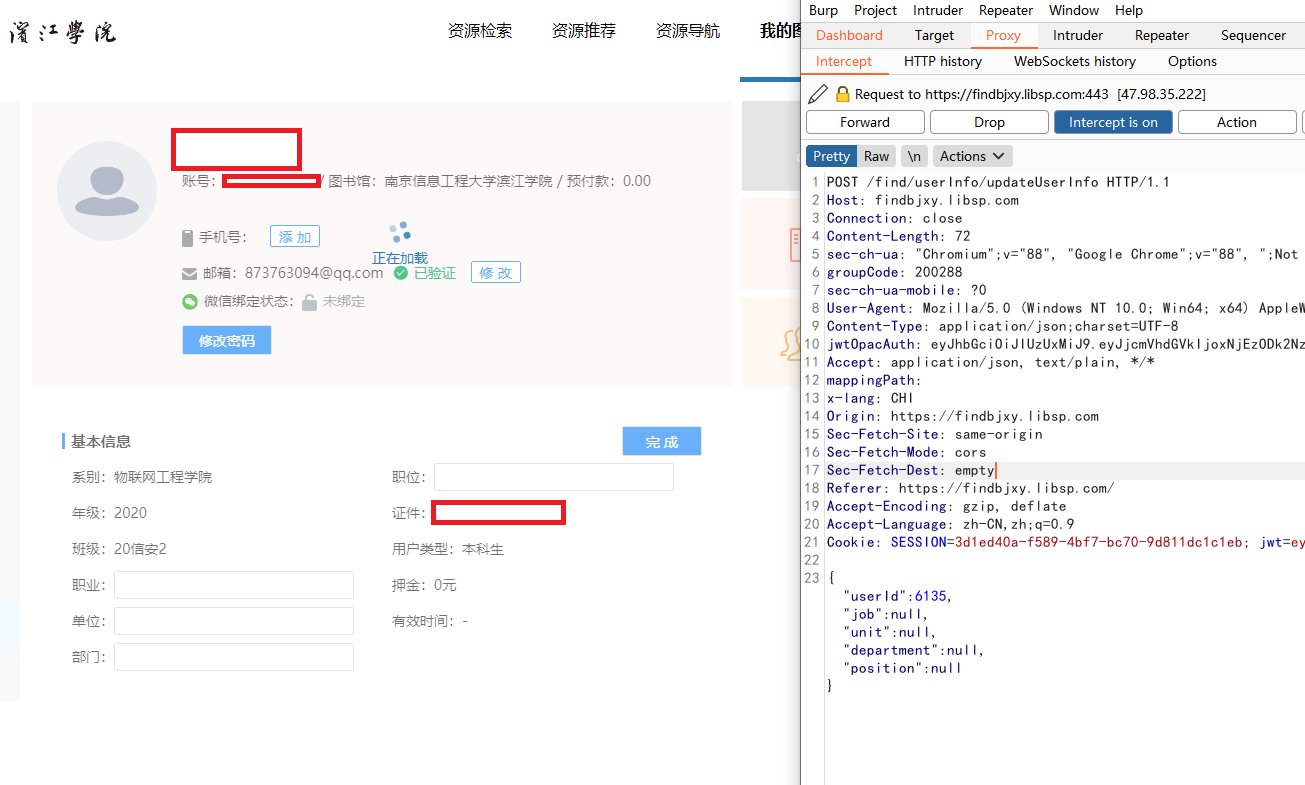 濱江學院
资源检索 资源推荐 资源导航 我的图
账号： / 图书馆：南京信息工程大学滨江学院 / 预付款：0.00
手机号： 添 加
正在加载
邮箱：873763094@qq.com 已验证 修 改
微信绑定状态： 未绑定
修改密码
基本信息
完 成
系别：物联网工程学院
职位：
年级：2020
证件：
班级：20信安2
用户类型：本科生
职业：
押金：0元
单位：
有效时间：-
部门：
Burp Project Intruder Repeater Window Help
Dashboard Target Proxy Intruder Repeater Sequencer
Intercept HTTP history WebSockets history Options
Request to https://findbjxy.libsp.com:443 [47.98.35.222]
Forward Drop Intercept is on Action
Pretty Raw \n Actions
1 POST /find/userInfo/updateUserInfo HTTP/1.1
2 Host: findbjxy.libsp.com
3 Connection: close
4 Content-Length: 72
5 sec-ch-ua: "Chromium";v="88", "Google Chrome";v="88", ";Not
6 groupCode: 200288
7 sec-ch-ua-mobile: ?0
8 User-Agent: Mozilla/5.0 (Windows NT 10.0; Win64; x64) AppleW
9 Content-Type: application/json;charset=UTF-8
10 jwtOpacAuth: eyJhbGciOiJIUzUxMiJ9.eyJjcmVhdGVkIjoxNjEzODk2Nz
11 Accept: application/json, text/plain, */*
12 mappingPath:
13 x-lang: CHI
14 Origin: https://findbjxy.libsp.com
15 Sec-Fetch-Site: same-origin
16 Sec-Fetch-Mode: cors
17 Sec-Fetch-Dest: empty
18 Referer: https://findbjxy.libsp.com/
19 Accept-Encoding: gzip, deflate
20 Accept-Language: zh-CN,zh;q=0.9
21 Cookie: SESSION=3d1ed40a-f589-4bf7-bc70-9d811dc1c1eb; jwt=ey
22
23 {
"userId":6135,
"job":null,
"unit":null,
"department":null,
"position":null
}